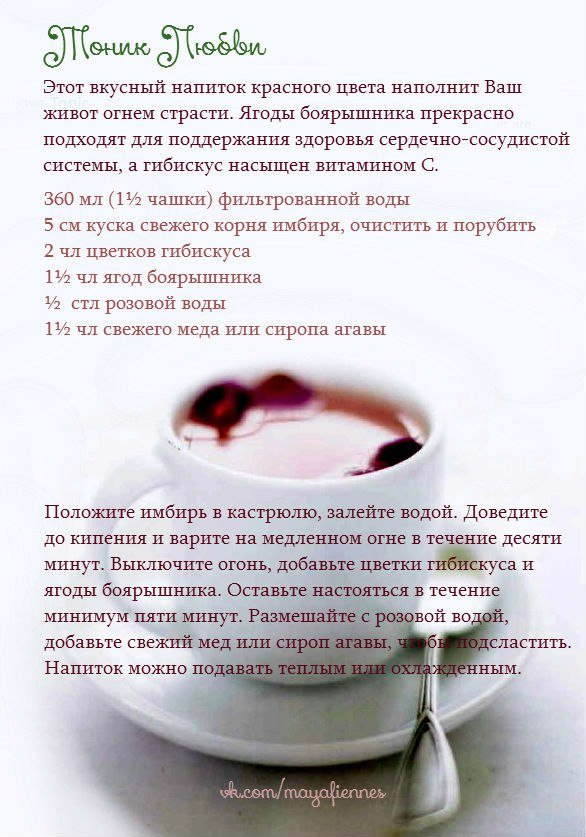 Тоник Любви
Этот вкусный напиток красного цвета наполнит Ваш
живот огнем страсти. Ягоды боярышника прекрасно
подходят для поддержания здоровья сердечно-сосудистой
системы, а гибискус насыщен витамином С.
360 мл (1½ чашки) фильтрованной воды
5 см куска свежего корня имбиря, очистить и порубить
2 чл цветков гибискуса
1½ чл ягод боярышника
½ стл розовой воды
1½ чл свежего меда или сиропа агавы
Положите имбирь в кастрюлю, залейте водой. Доведите
до кипения и варите на медленном огне в течение десяти
минут. Выключите огонь, добавьте цветки гибискуса и
ягоды боярышника. Оставьте настояться в течение
минимум пяти минут. Размешайте с розовой водой,
добавьте свежий мед или сироп агавы, чтобы подсластить.
Напиток можно подавать теплым или охлажденным.
vk.com/mayafiennes